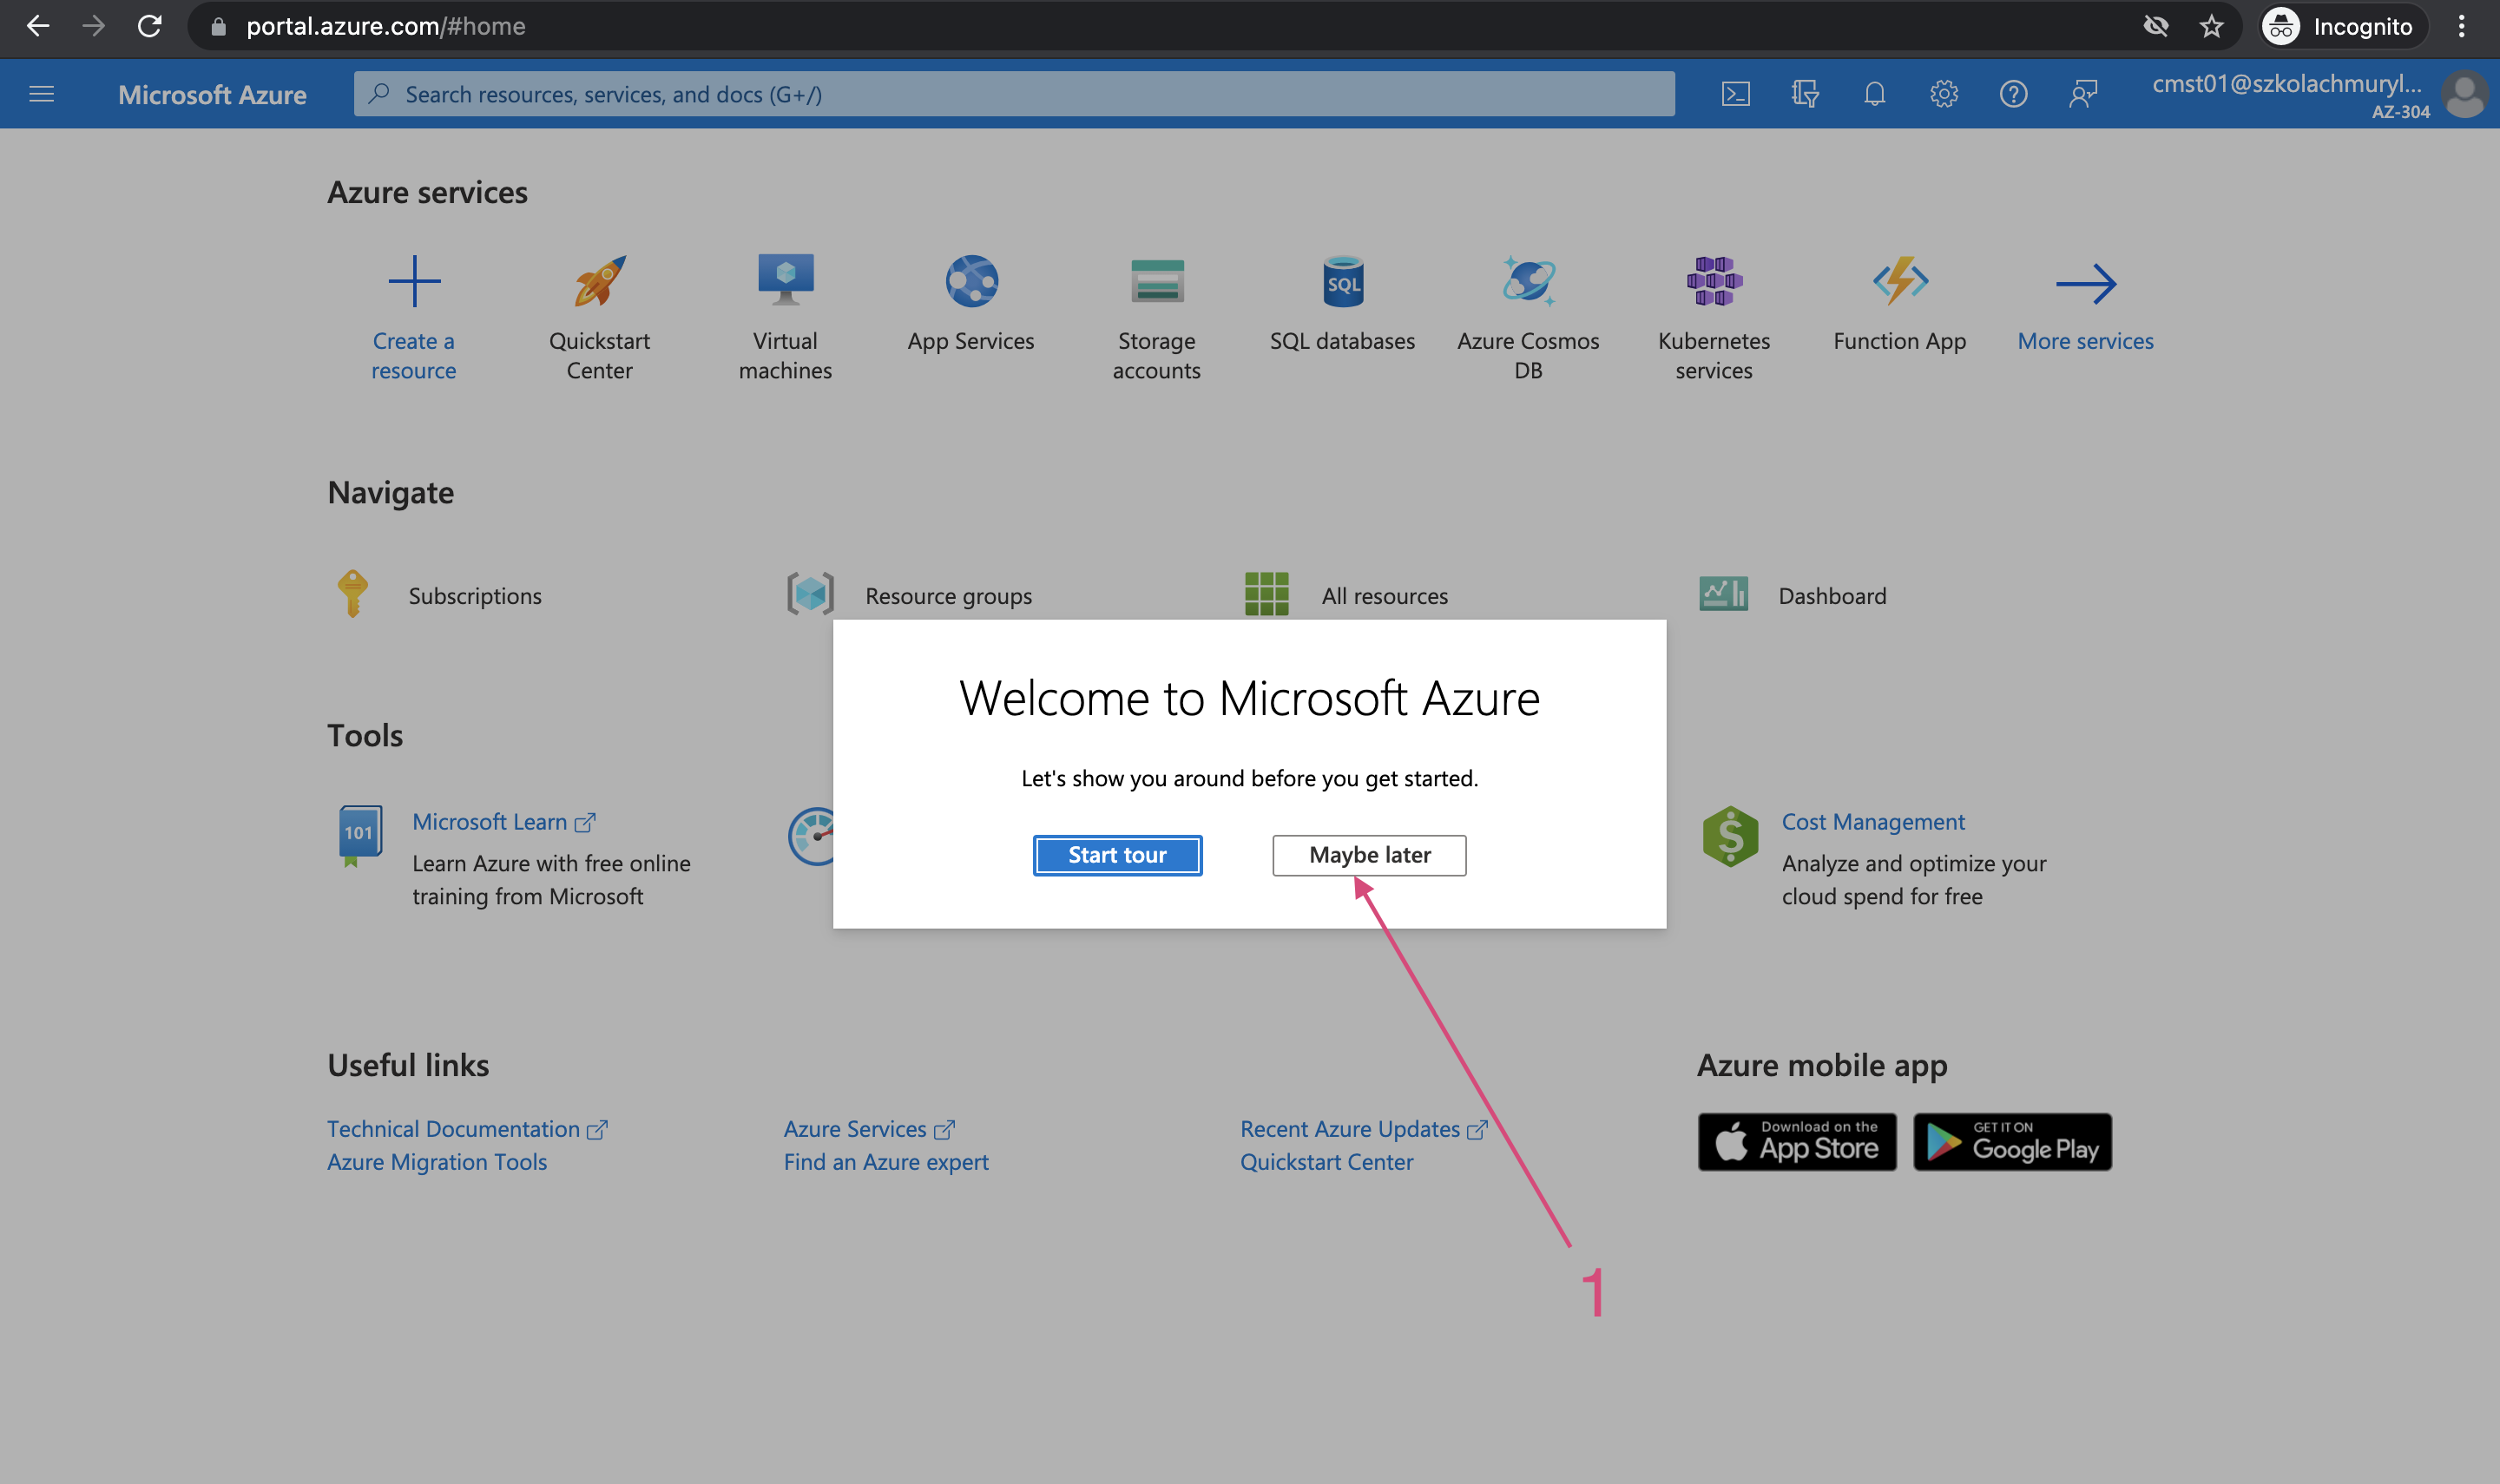 portal.azure.com/#home
Incognito
Microsoft Azure
Search resources, services, and docs (G+/)
cmst01@szkolachmuryl...
AZ-304
Azure services
Create a
resource
Quickstart
Center
Virtual
machines
App Services
Storage
accounts
SQL
SQL databases
Azure Cosmos
DB
Kubernetes
services
Function App
More services
Navigate
Subscriptions
Resource groups
All resources
Dashboard
Welcome to Microsoft Azure
Let's show you around before you get started.
Start tour
Maybe later
Tools
101
Microsoft Learn
Learn Azure with free online
training from Microsoft
$
Cost Management
Analyze and optimize your
cloud spend for free
Useful links
Technical Documentation
Azure Migration Tools
Azure Services
Find an Azure expert
Recent Azure Updates
Quickstart Center
Azure mobile app
Download on the
App Store
GET IT ON
Google Play
1